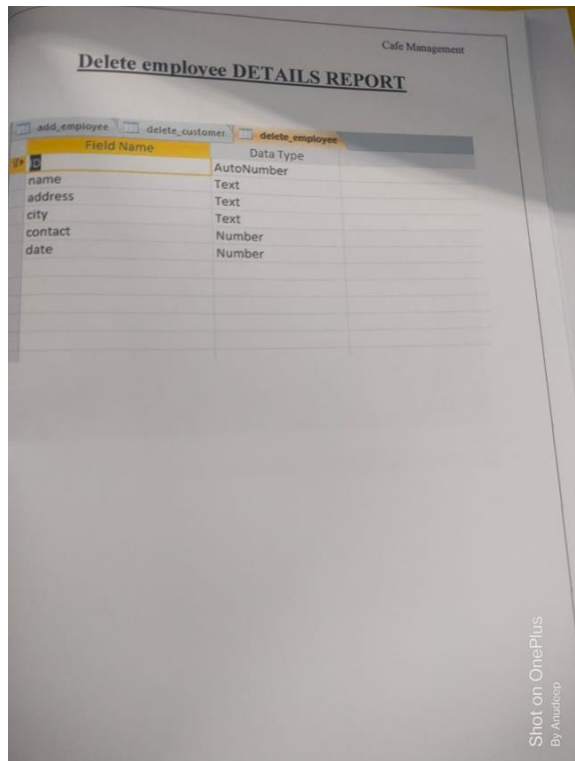 Cafe Management
Delete employee DETAILS REPORT
add_employee delete_customer delete_employee
Field Name Data Type
ID AutoNumber
name Text
address Text
city Text
contact Number
date Number
Shot on OnePlus
By Anudeep